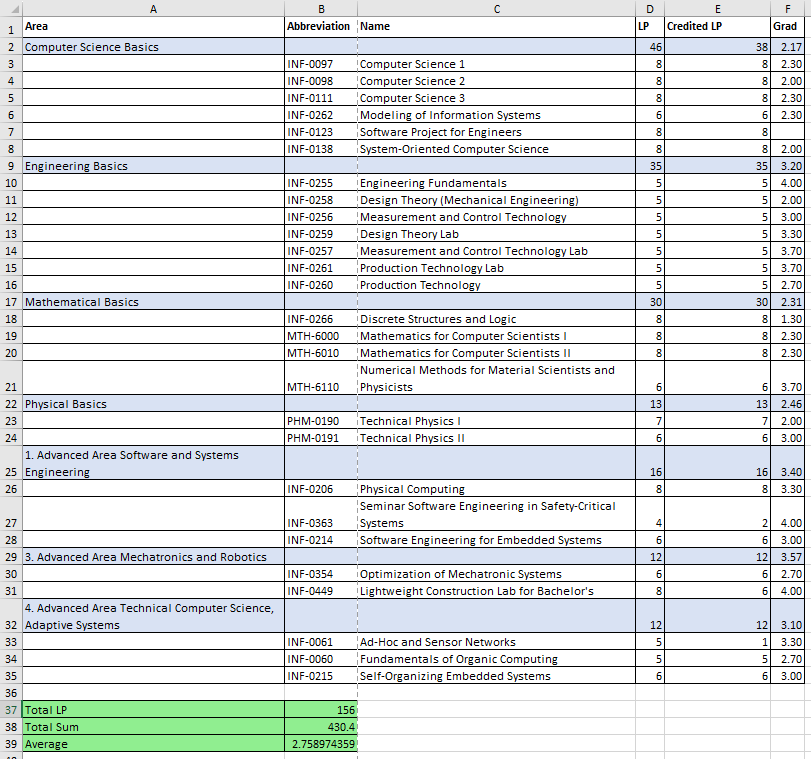 A B C D E F
1 Area Abbreviation Name LP Credited LP Grad
2 Computer Science Basics 46 38 2.17
3 INF-0097 Computer Science 1 8 8 2.30
4 INF-0098 Computer Science 2 8 8 2.00
5 INF-0111 Computer Science 3 8 8 2.30
6 INF-0262 Modeling of Information Systems 6 6 2.30
7 INF-0123 Software Project for Engineers 8 8
8 INF-0138 System-Oriented Computer Science 8 8 2.00
9 Engineering Basics 35 35 3.20
10 INF-0255 Engineering Fundamentals 5 5 4.00
11 INF-0258 Design Theory (Mechanical Engineering) 5 5 2.00
12 INF-0256 Measurement and Control Technology 5 5 3.00
13 INF-0259 Design Theory Lab 5 5 3.30
14 INF-0257 Measurement and Control Technology Lab 5 5 3.70
15 INF-0261 Production Technology Lab 5 5 3.70
16 INF-0260 Production Technology 5 5 2.70
17 Mathematical Basics 30 30 2.31
18 INF-0266 Discrete Structures and Logic 8 8 1.30
19 MTH-6000 Mathematics for Computer Scientists I 8 8 2.30
20 MTH-6010 Mathematics for Computer Scientists II 8 8 2.30
Numerical Methods for Material Scientists and
21 MTH-6110 Physicists 6 6 3.70
22 Physical Basics 13 13 2.46
23 PHM-0190 Technical Physics I 7 7 2.00
24 PHM-0191 Technical Physics II 6 6 3.00
1. Advanced Area Software and Systems
25 Engineering 16 16 3.40
26 INF-0206 Physical Computing 8 8 3.30
Seminar Software Engineering in Safety-Critical
27 INF-0363 Systems 4 2 4.00
28 INF-0214 Software Engineering for Embedded Systems 6 6 3.00
29 3. Advanced Area Mechatronics and Robotics 12 12 3.57
30 INF-0354 Optimization of Mechatronic Systems 6 6 2.70
31 INF-0449 Lightweight Construction Lab for Bachelor's 8 6 4.00
4. Advanced Area Technical Computer Science,
32 Adaptive Systems 12 12 3.10
33 INF-0061 Ad-Hoc and Sensor Networks 5 1 3.30
34 INF-0060 Fundamentals of Organic Computing 5 5 2.70
35 INF-0215 Self-Organizing Embedded Systems 6 6 3.00
36
37 Total LP 156
38 Total Sum 430.4
39 Average 2.758974359